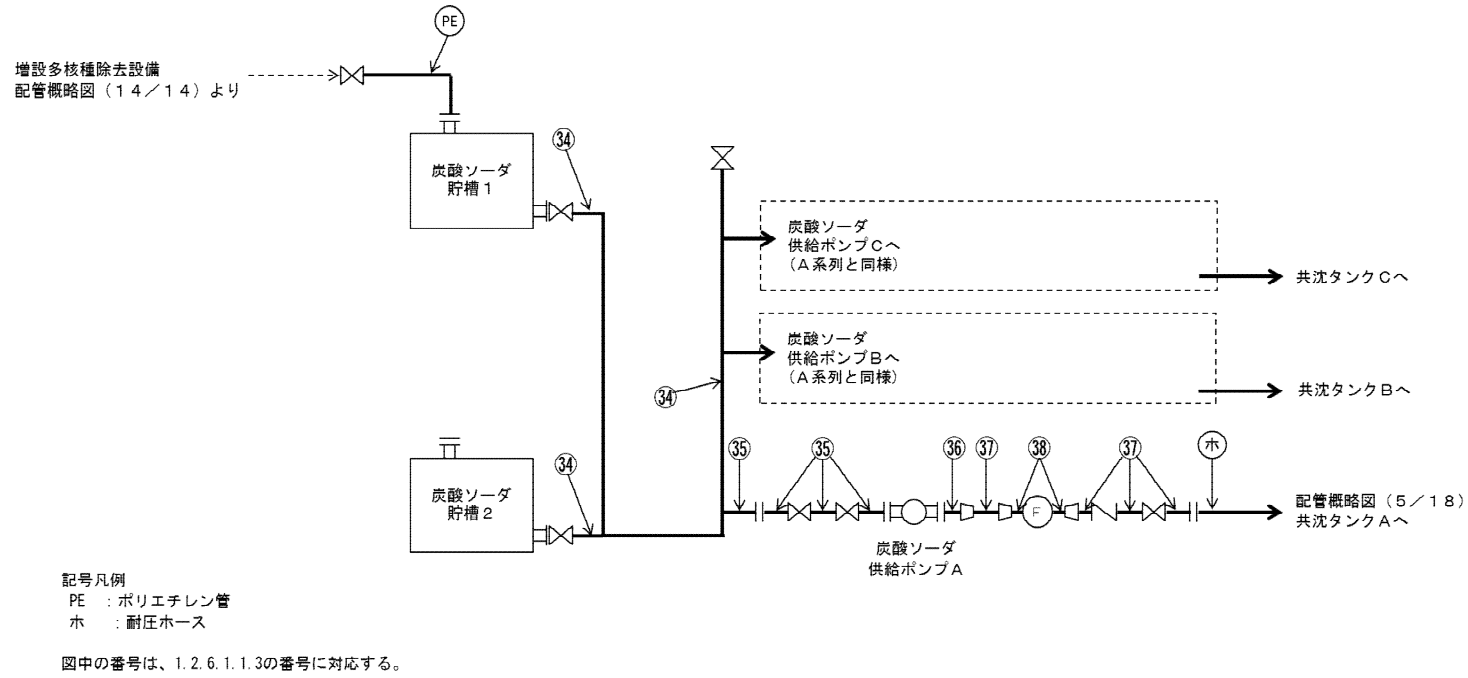 PE
増設多核種除去設備
配管概略図（１４／１４）より
炭酸ソーダ
貯槽１
㉞
炭酸ソーダ
供給ポンプＣへ
（Ａ系列と同様）
共沈タンクＣへ
炭酸ソーダ
供給ポンプＢへ
（Ａ系列と同様）
共沈タンクＢへ
㉞
炭酸ソーダ
貯槽２
㉞
㉟
㉟
㊱
㊲
㊳
㊲
ホ
F
配管概略図（５／１８）
共沈タンクＡへ
炭酸ソーダ
供給ポンプＡ
記号凡例
PE ：ポリエチレン管
ホ ：耐圧ホース
図中の番号は、1.2.6.1.1.3の番号に対応する。